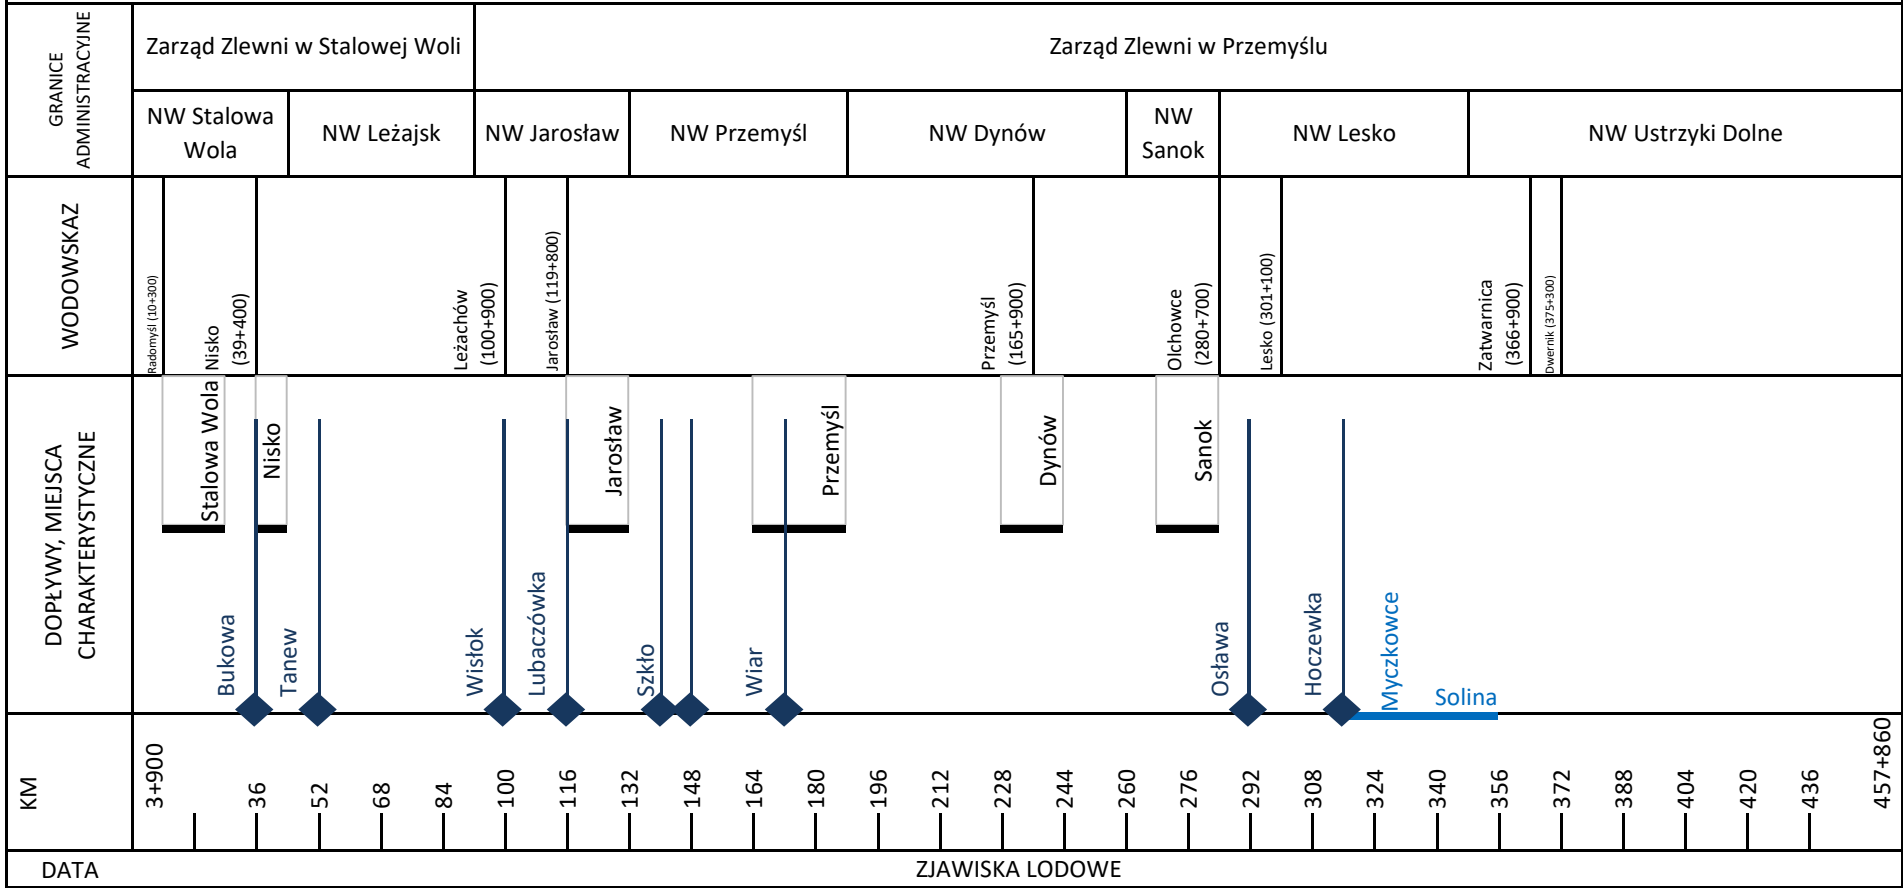 GRANICE
ADMINISTRACYJNE
Zarząd Zlewni w Stalowej Woli
Zarząd Zlewni w Przemyślu
NW Stalowa
Wola
NW Leżajsk
NW Jarosław
NW Przemyśl
NW Dynów
NW
Sanok
NW Lesko
NW Ustrzyki Dolne
WODOWSKAZ
Radomyśl (10+300)
Nisko
(39+400)
Leżachów
(100+900)
Jarosław (119+800)
Przemyśl
(165+900)
Olchowce
(280+700)
Lesko (301+100)
Zatwarnica
(366+900)
Dwernik (375+300)
DOPŁYWY, MIEJSCA
CHARAKTERYSTYCZNE
Stalowa Wola
Nisko
Jarosław
Przemyśl
Dynów
Sanok
Bukowa
Tanew
Wisłok
Lubaczówka
Szkło
Wiar
Osława
Hoczewka
Myczkowce
Solina
KM
3+900
36
52
68
84
100
116
132
148
164
180
196
212
228
244
260
276
292
308
324
340
356
372
388
404
420
436
457+860
DATA
ZJAWISKA LODOWE